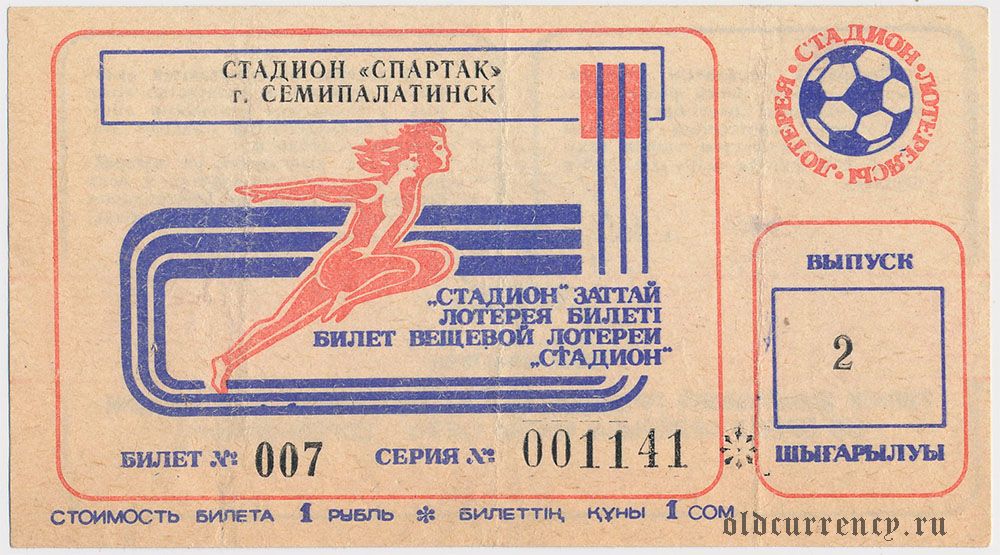 СТАДИОН «СПАРТАК»
г. СЕМИПАЛАТИНСК
ЛОТЕРЕЯ • СТАДИОН • ЛОТЕРЕЯСЫ •
„СТАДИОН“ ЗАТТАЙ
ЛОТЕРЕЯ БИЛЕТІ
БИЛЕТ ВЕЩЕВОЙ ЛОТЕРЕИ
„СТАДИОН“
ВЫПУСК
2
ШЫҒАРЫЛУЫ
БИЛЕТ № 007 СЕРИЯ № 001141
СТОИМОСТЬ БИЛЕТА 1 РУБЛЬ ✻ БИЛЕТТІҢ ҚҰНЫ 1 СОМ
oldcurrency.ru